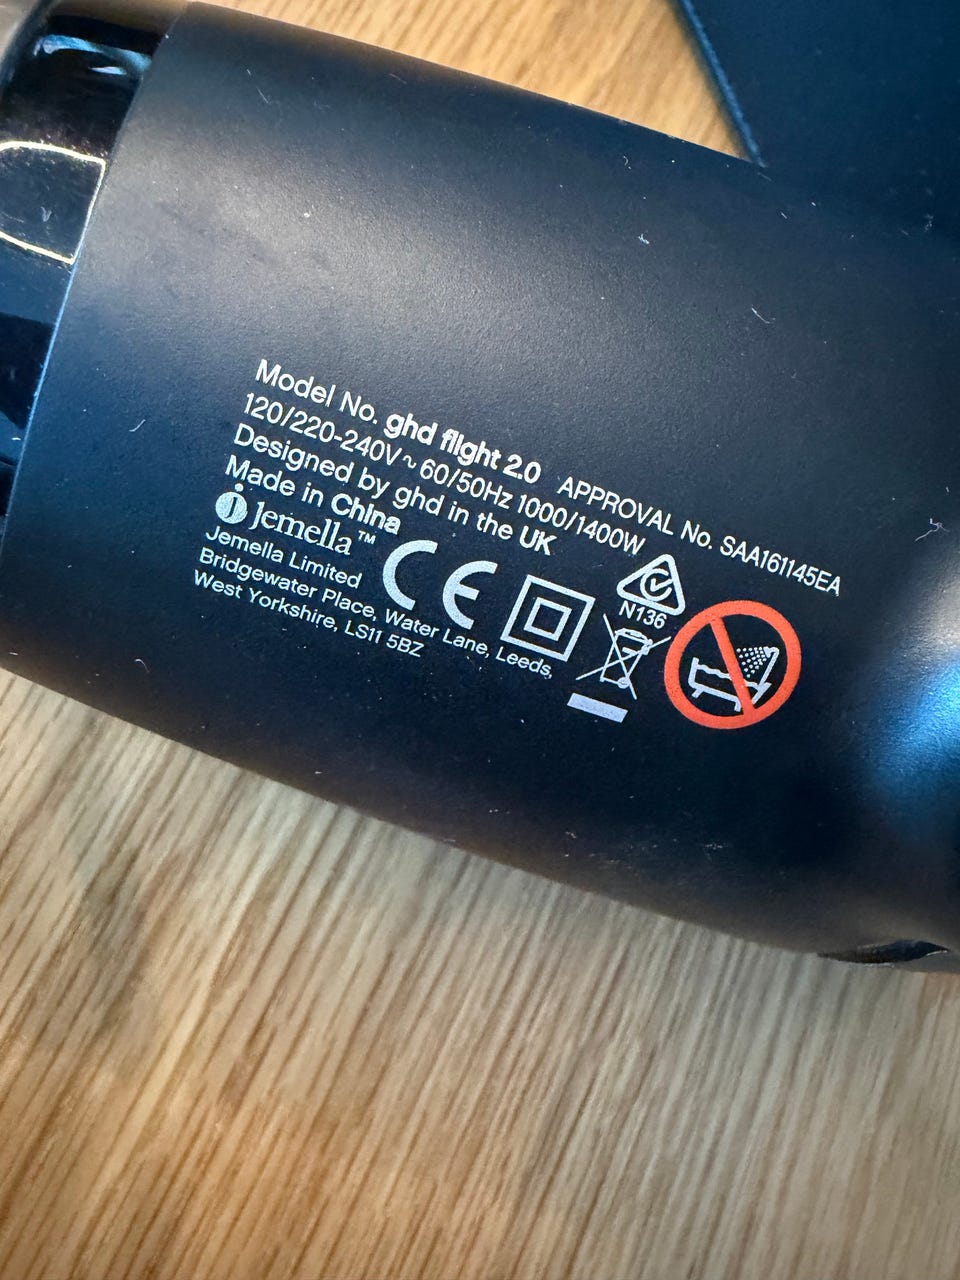 Model No. ghd flight 2.0 APPROVAL No. SAA161145EA
120/220-240V ~ 60/50Hz 1000/1400W
Designed by ghd in the UK
Made in China
Jemella™
Jemella Limited
Bridgewater Place, Water Lane, Leeds,
West Yorkshire, LS11 5BZ
CE
N136